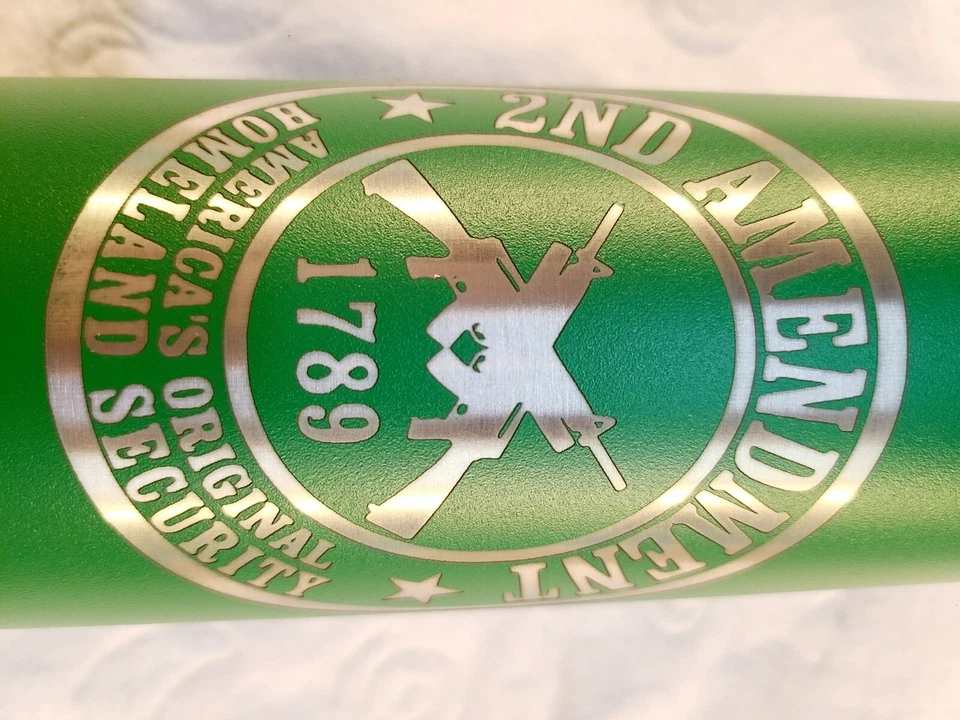 2ND AMENDMENT
1789
AMERICA'S ORIGINAL
HOMELAND SECURITY